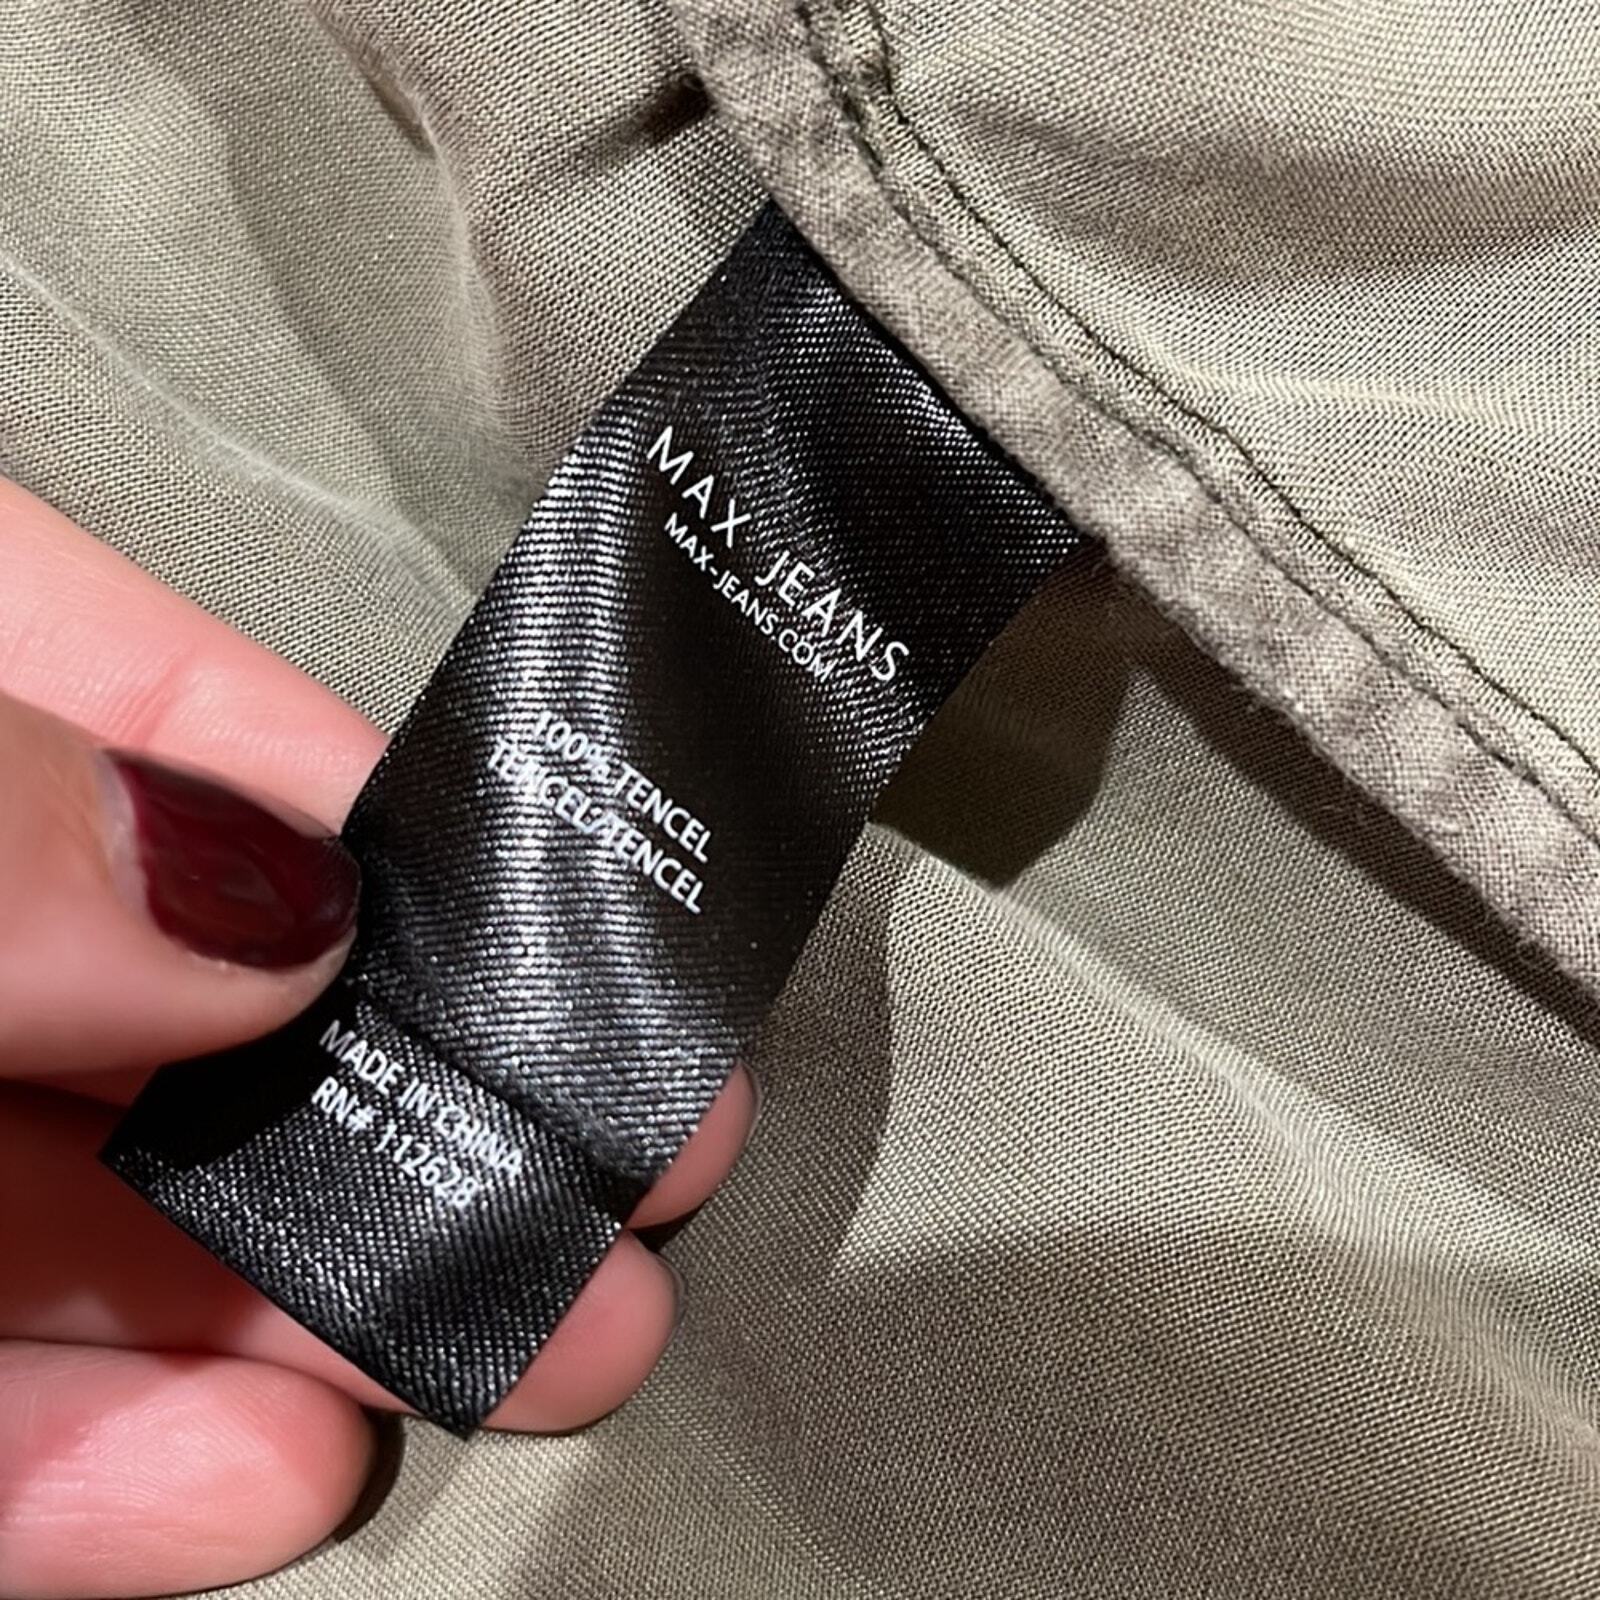 MAX JEANS
MAX-JEANS.COM
100% TENCEL
TENCEL/TENCEL
MADE IN CHINA
RN# 112628